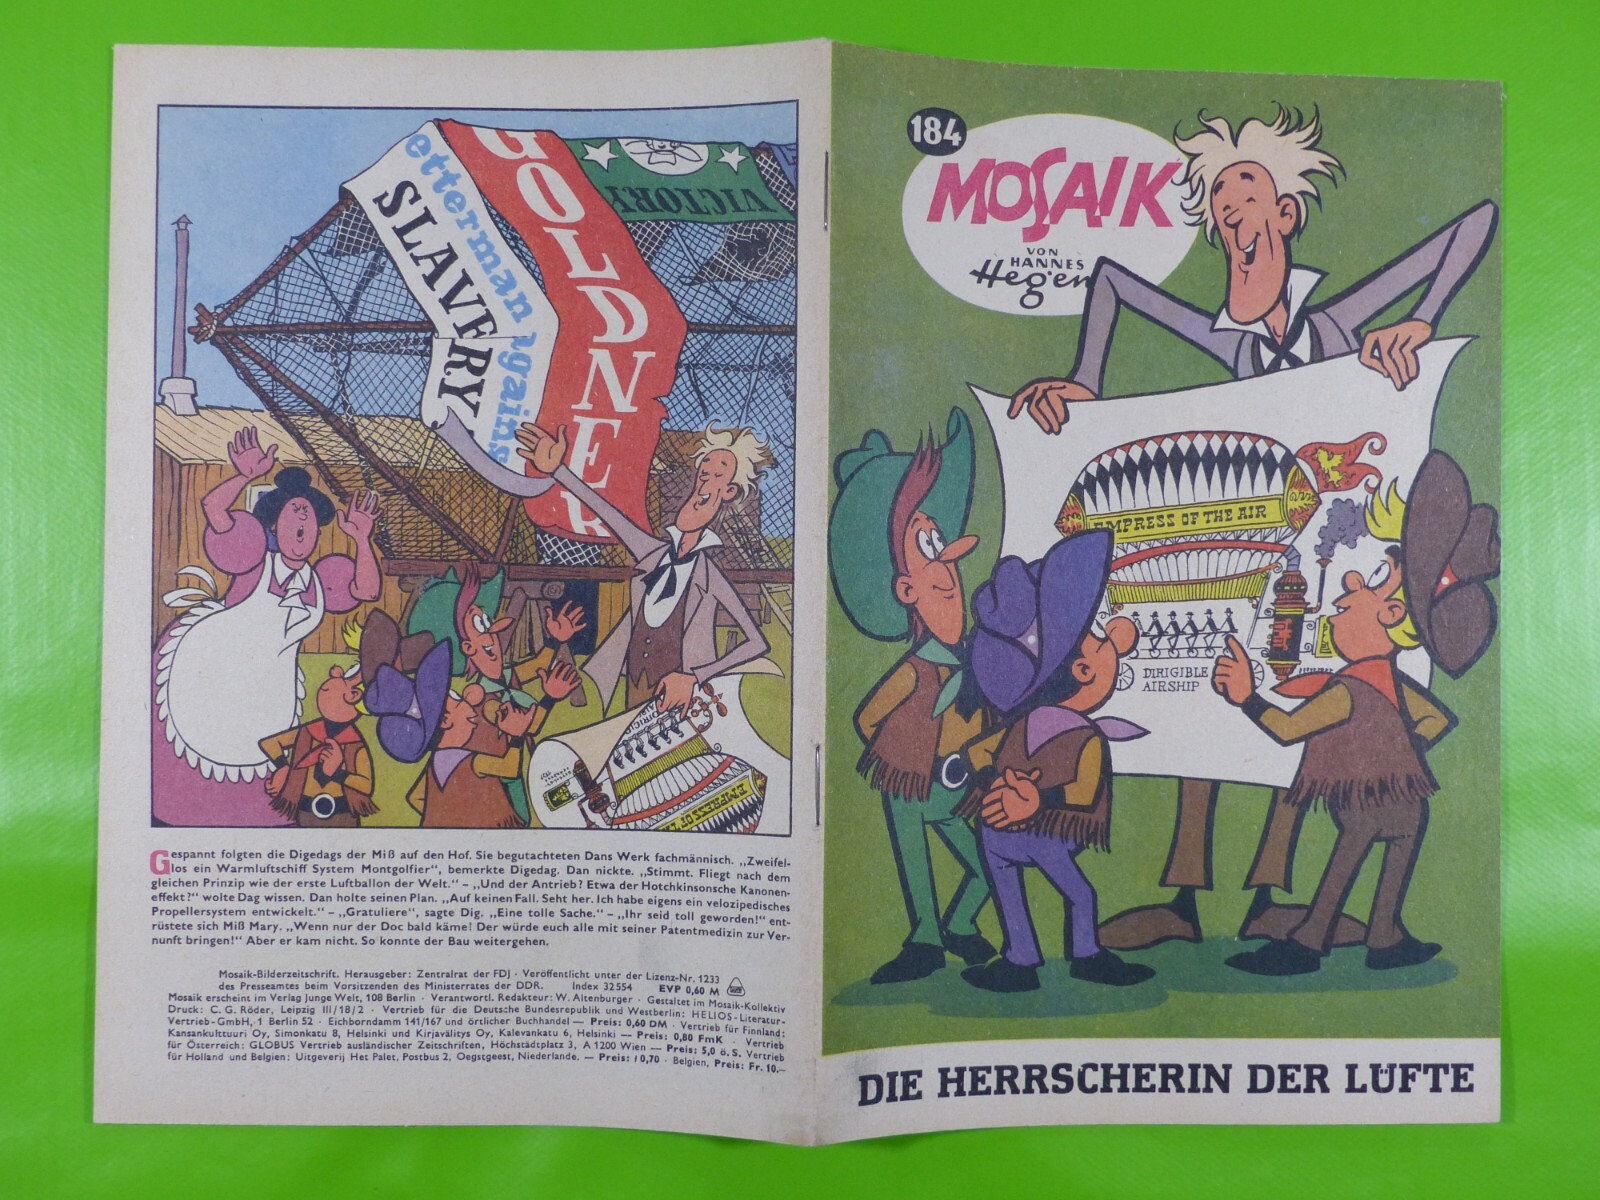 etterman again
SLAVERY
GOLDNER
VICTORY
DIRIGIBLE
EMPRESS OF
Gespannt folgten die Digedags der Miß auf den Hof. Sie begutachteten Dans Werk fachmännisch. „Zweifel-
los ein Warmluftschiff System Montgolfier“, bemerkte Digedag. Dan nickte. „Stimmt. Fliegt nach dem
gleichen Prinzip wie der erste Luftballon der Welt.“ – „Und der Antrieb? Etwa der Hotchkinsonsche Kanonen-
effekt?“ wollte Dag wissen. Dan holte seinen Plan. „Auf keinen Fall. Seht her. Ich habe eigens ein velozipedisches
Propellersystem entwickelt.“ – „Gratuliere“, sagte Dig. „Eine tolle Sache.“ – „Ihr seid toll geworden!“ ent-
rüstete sich Miß Mary. „Wenn nur der Doc bald käme! Der würde euch alle mit seiner Patentmedizin zur Ver-
nunft bringen!“ Aber er kam nicht. So konnte der Bau weitergehen.
Mosaik-Bilderzeitschrift. Herausgeber: Zentralrat der FDJ · Veröffentlicht unter der Lizenz-Nr. 1233
des Presseamtes beim Vorsitzenden des Ministerrates der DDR. Index 32 554 EVP 0,60 M
Mosaik erscheint im Verlag Junge Welt, 108 Berlin · Verantwortl. Redakteur: W. Altenburger · Gestaltet im Mosaik-Kollektiv
Druck: C. G. Röder, Leipzig III/18/2 · Vertrieb für die Deutsche Bundesrepublik und Westberlin: HELIOS-Literatur-
Vertrieb-GmbH, 1 Berlin 52 · Eichborndamm 141/167 und örtlicher Buchhandel — Preis: 0,60 DM · Vertrieb für Finnland:
Kansankulttuuri Oy, Simonkatu 8, Helsinki und Kirjavälitys Oy, Kalevankatu 6, Helsinki — Preis: 0,80 FmK · Vertrieb
für Österreich: GLOBUS Vertrieb ausländischer Zeitschriften, Höchstädtplatz 3, A 1200 Wien — Preis: 5,0 ö. S. Vertrieb
für Holland und Belgien: Uitgeverij Het Palet, Postbus 2, Oegstgeest, Niederlande. — Preis: f 0,70 · Belgien, Preis: Fr. 10.–
184
MOSAIK
VON
HANNES
Hegen
EMPRESS OF THE AIR
DIRIGIBLE
AIRSHIP
DIE HERRSCHERIN DER LÜFTE